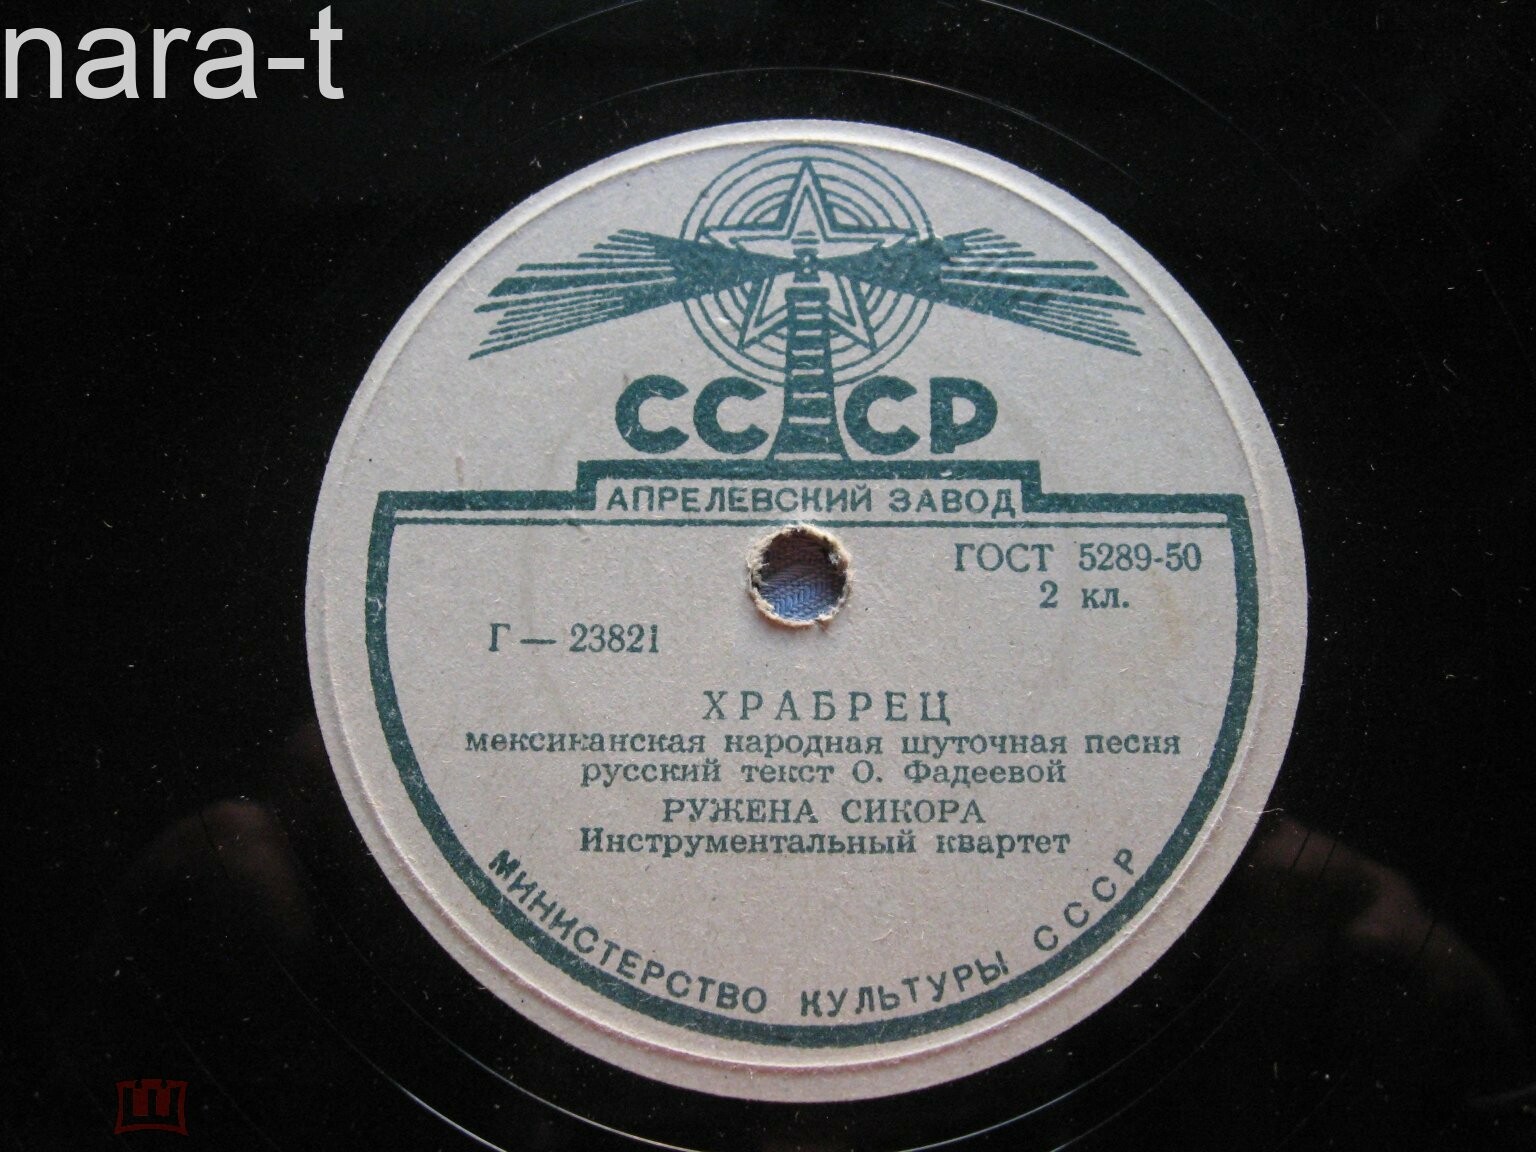 nara-t
СССР
АПРЕЛЕВСКИЙ ЗАВОД
ГОСТ 5289-50
2 кл.
Г — 23821
ХРАБРЕЦ
мексиканская народная шуточная песня
русский текст О. Фадеевой
РУЖЕНА СИКОРА
Инструментальный квартет
МИНИСТЕРСТВО КУЛЬТУРЫ СССР